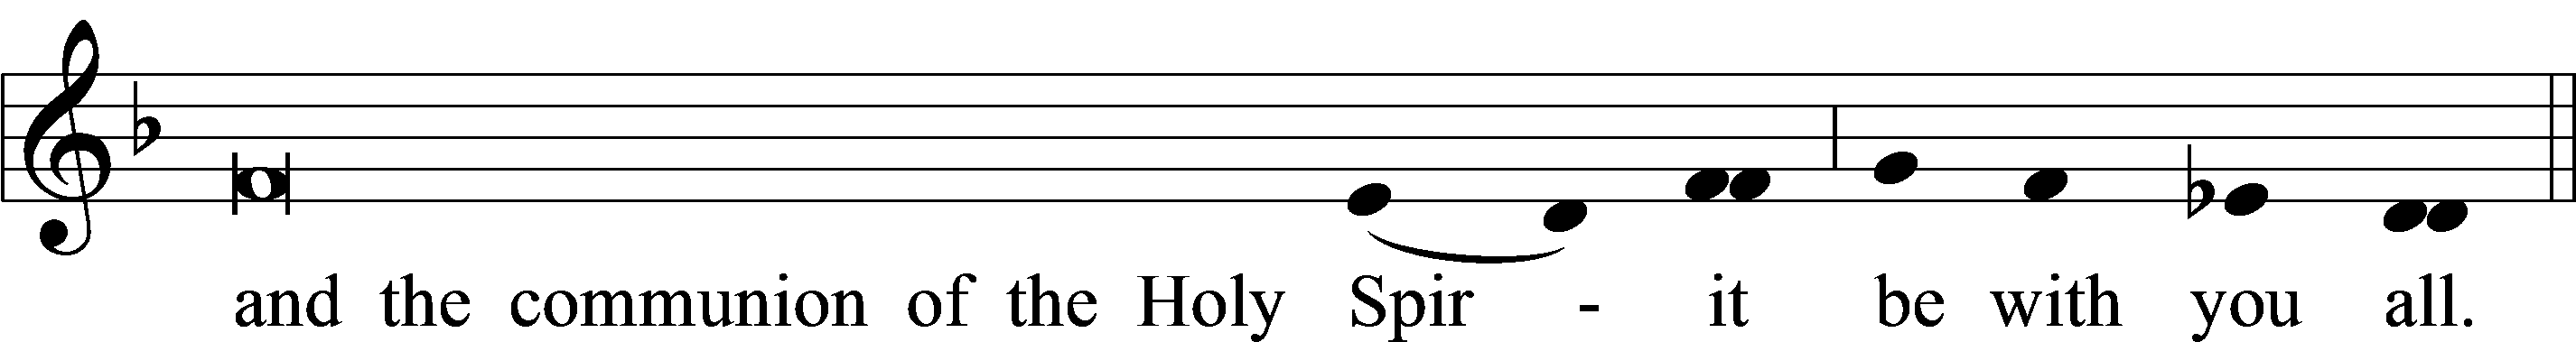 and the communion of the Holy Spir - it be with you all.